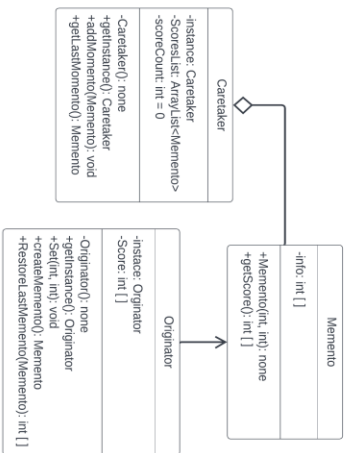 Caretaker
-instance: Caretaker
-ScoresList: ArrayList<Memento>
-scoreCount: int = 0
-Caretaker(): none
+getInstance(): Caretaker
+addMomento(Memento): void
+getLastMomento(): Memento
Memento
-info: int [ ]
+Memento(int, int): none
+getScore(): int [ ]
Originator
-instace: Orginator
-Score: int [ ]
-Originator(): none
+getInstance(): Originator
+Set(int, int): void
+createMemento(): Memento
+RestoreLastMemento(Memento): int [ ]